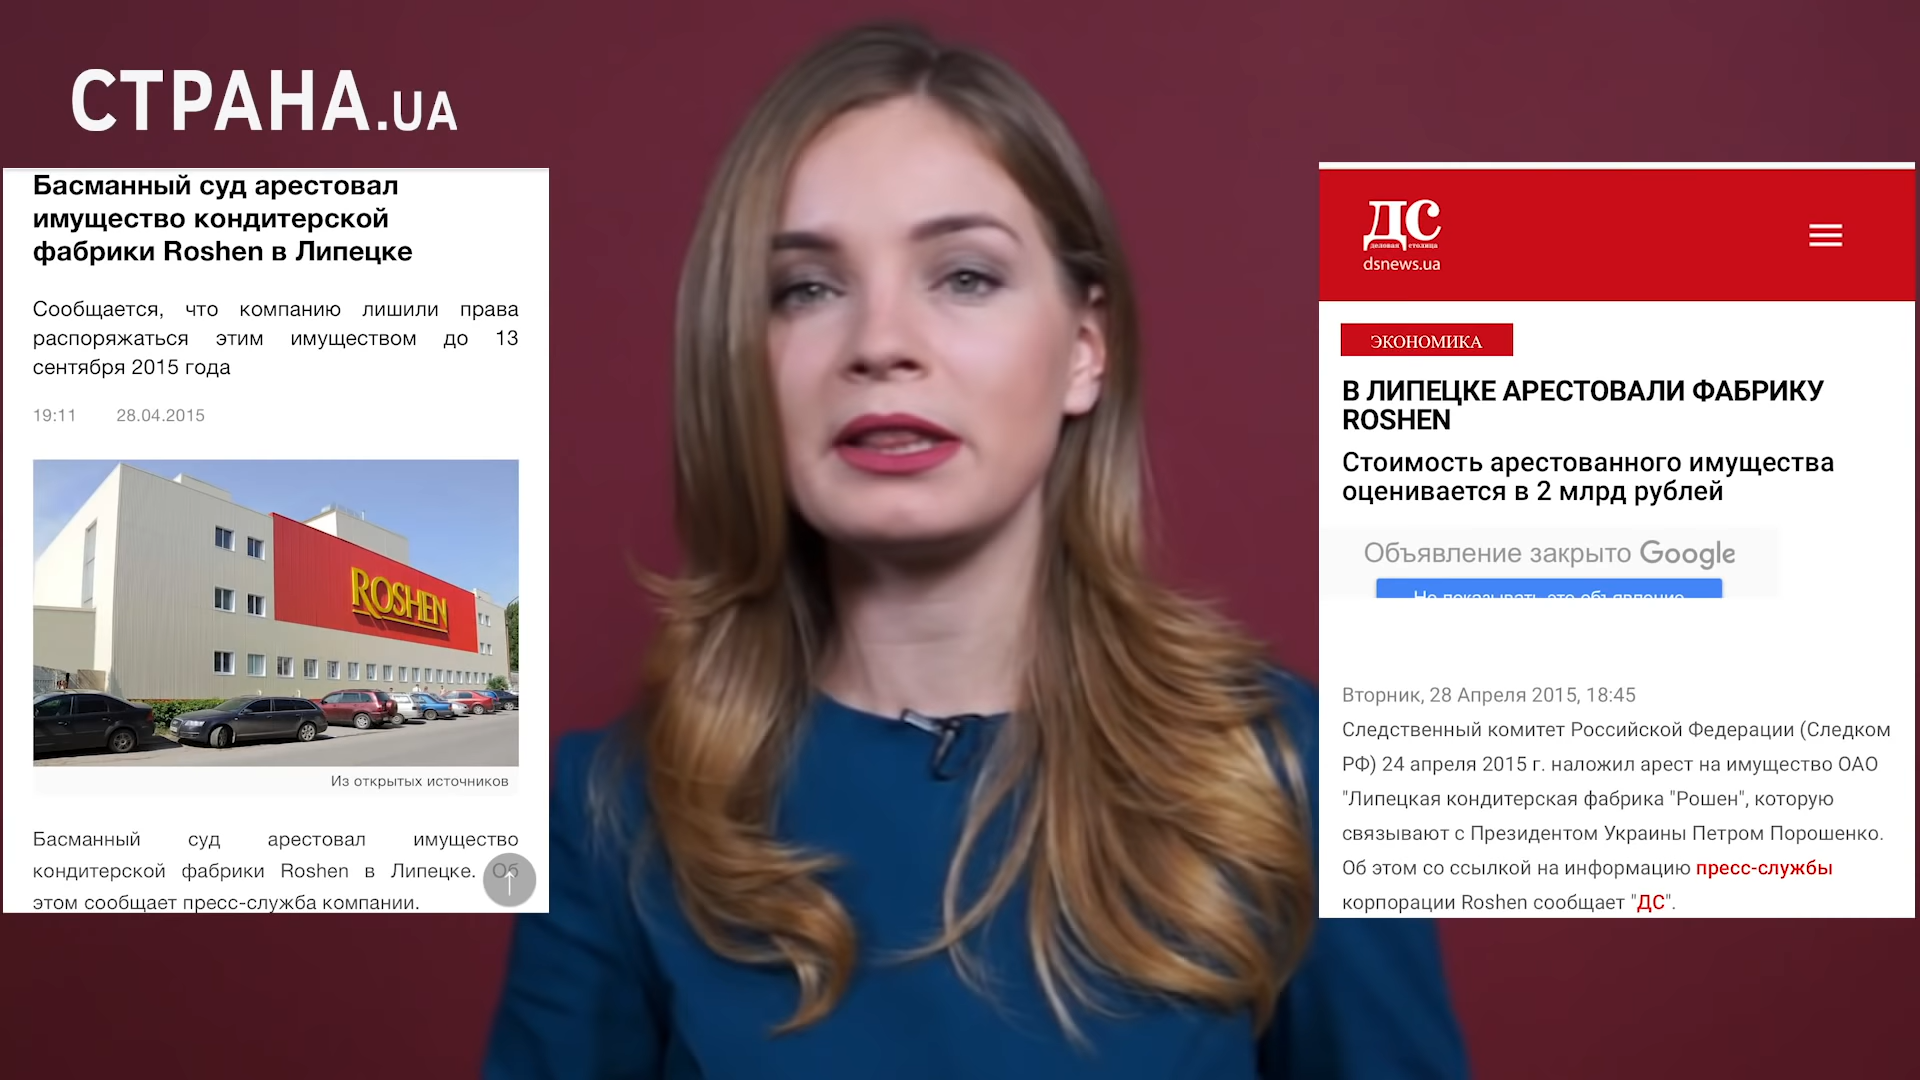 СТРАНА.UA
Басманный суд арестовал
имущество кондитерской
фабрики Roshen в Липецке
Сообщается, что компанию лишили права
распоряжаться этим имуществом до 13
сентября 2015 года
19:11 28.04.2015
ROSHEN
Из открытых источников
Басманный суд арестовал имущество
кондитерской фабрики Roshen в Липецке. Об
этом сообщает пресс-служба компании.
ДС
деловая столица
dsnews.ua
ЭКОНОМИКА
В ЛИПЕЦКЕ АРЕСТОВАЛИ ФАБРИКУ
ROSHEN
Стоимость арестованного имущества
оценивается в 2 млрд рублей
Объявление закрыто Google
Не показывать это объявление
Вторник, 28 Апреля 2015, 18:45
Следственный комитет Российской Федерации (Следком
РФ) 24 апреля 2015 г. наложил арест на имущество ОАО
"Липецкая кондитерская фабрика "Рошен", которую
связывают с Президентом Украины Петром Порошенко.
Об этом со ссылкой на информацию пресс-службы
корпорации Roshen сообщает "ДС".